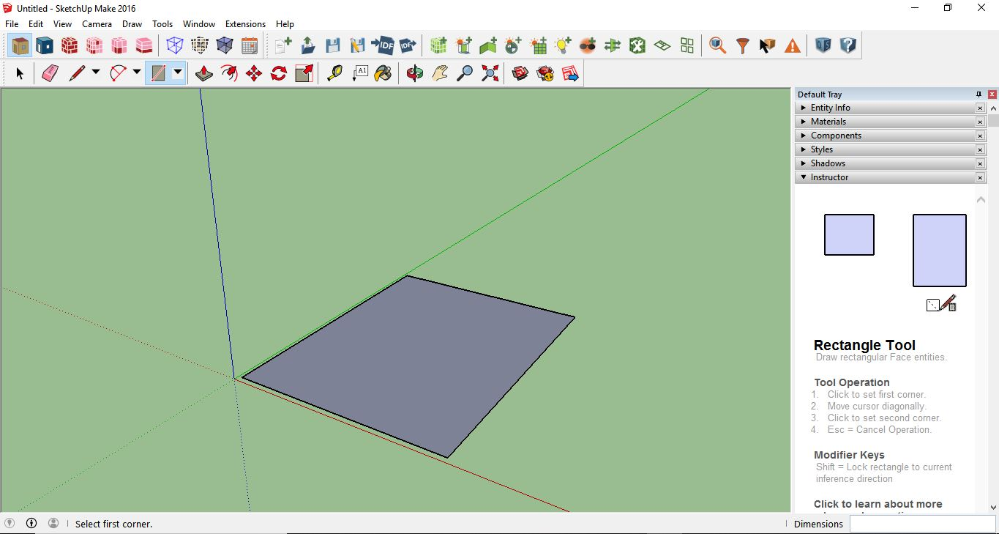 Untitled - SketchUp Make 2016
File Edit View Camera Draw Tools Window Extensions Help
IDF IDF
A1
Default Tray
Entity Info
Materials
Components
Styles
Shadows
Instructor
Rectangle Tool
Draw rectangular Face entities.
Tool Operation
1. Click to set first corner.
2. Move cursor diagonally.
3. Click to set second corner.
4. Esc = Cancel Operation.
Modifier Keys
Shift = Lock rectangle to current
inference direction
Click to learn about more
Select first corner.
Dimensions